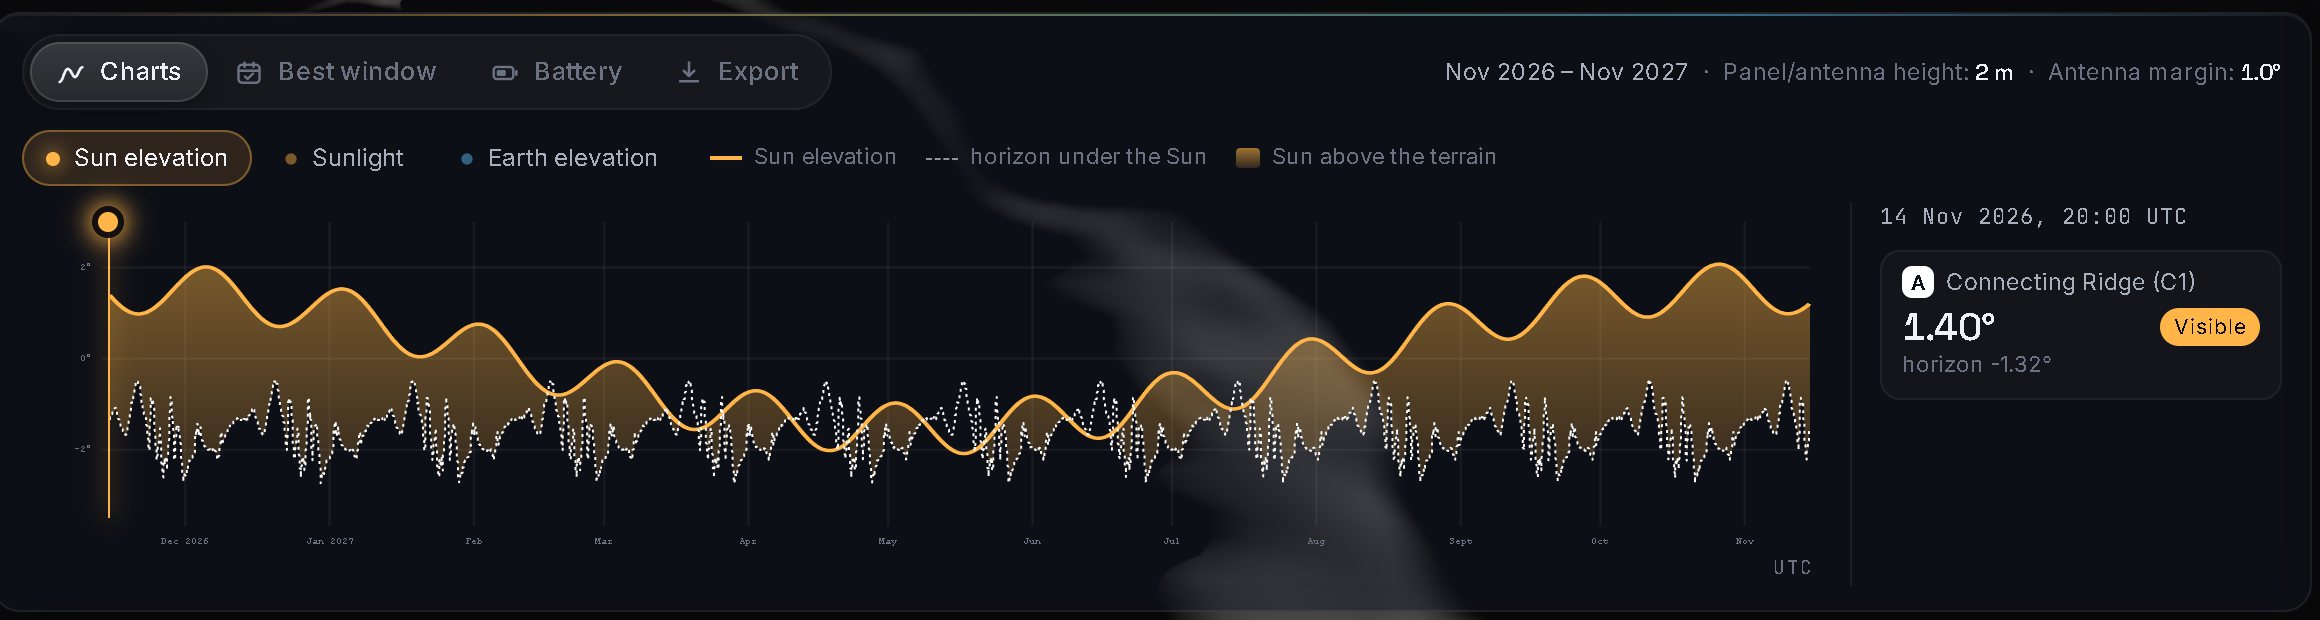 Charts Best window Battery Export Nov 2026 – Nov 2027 · Panel/antenna height: 2 m · Antenna margin: 1.0°
Sun elevation Sunlight Earth elevation Sun elevation horizon under the Sun Sun above the terrain
14 Nov 2026, 20:00 UTC
A Connecting Ridge (C1)
1.40° Visible
horizon -1.32°
2°
0°
-2°
Dec 2026 Jan 2027 Feb Mar Apr May Jun Jul Aug Sept Oct Nov
UTC